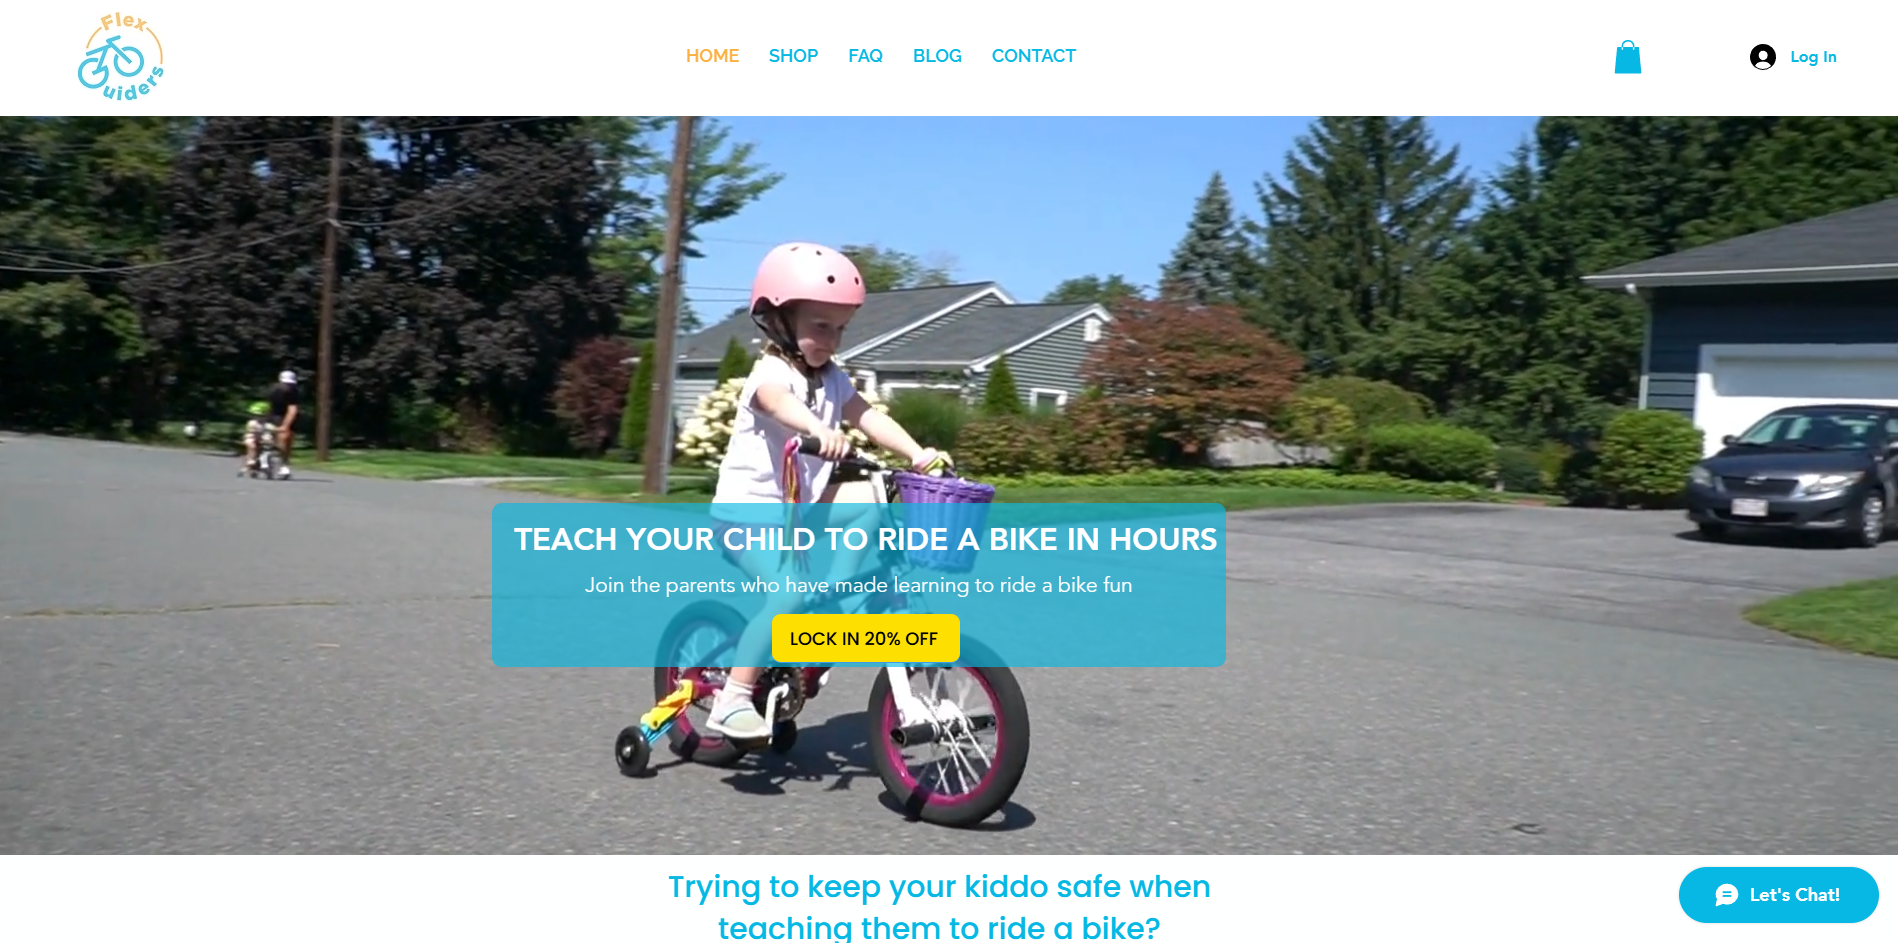 Flex
Guiders
HOME
SHOP
FAQ
BLOG
CONTACT
Log In
TEACH YOUR CHILD TO RIDE A BIKE IN HOURS
Join the parents who have made learning to ride a bike fun
LOCK IN 20% OFF
Trying to keep your kiddo safe when
teaching them to ride a bike?
Let's Chat!